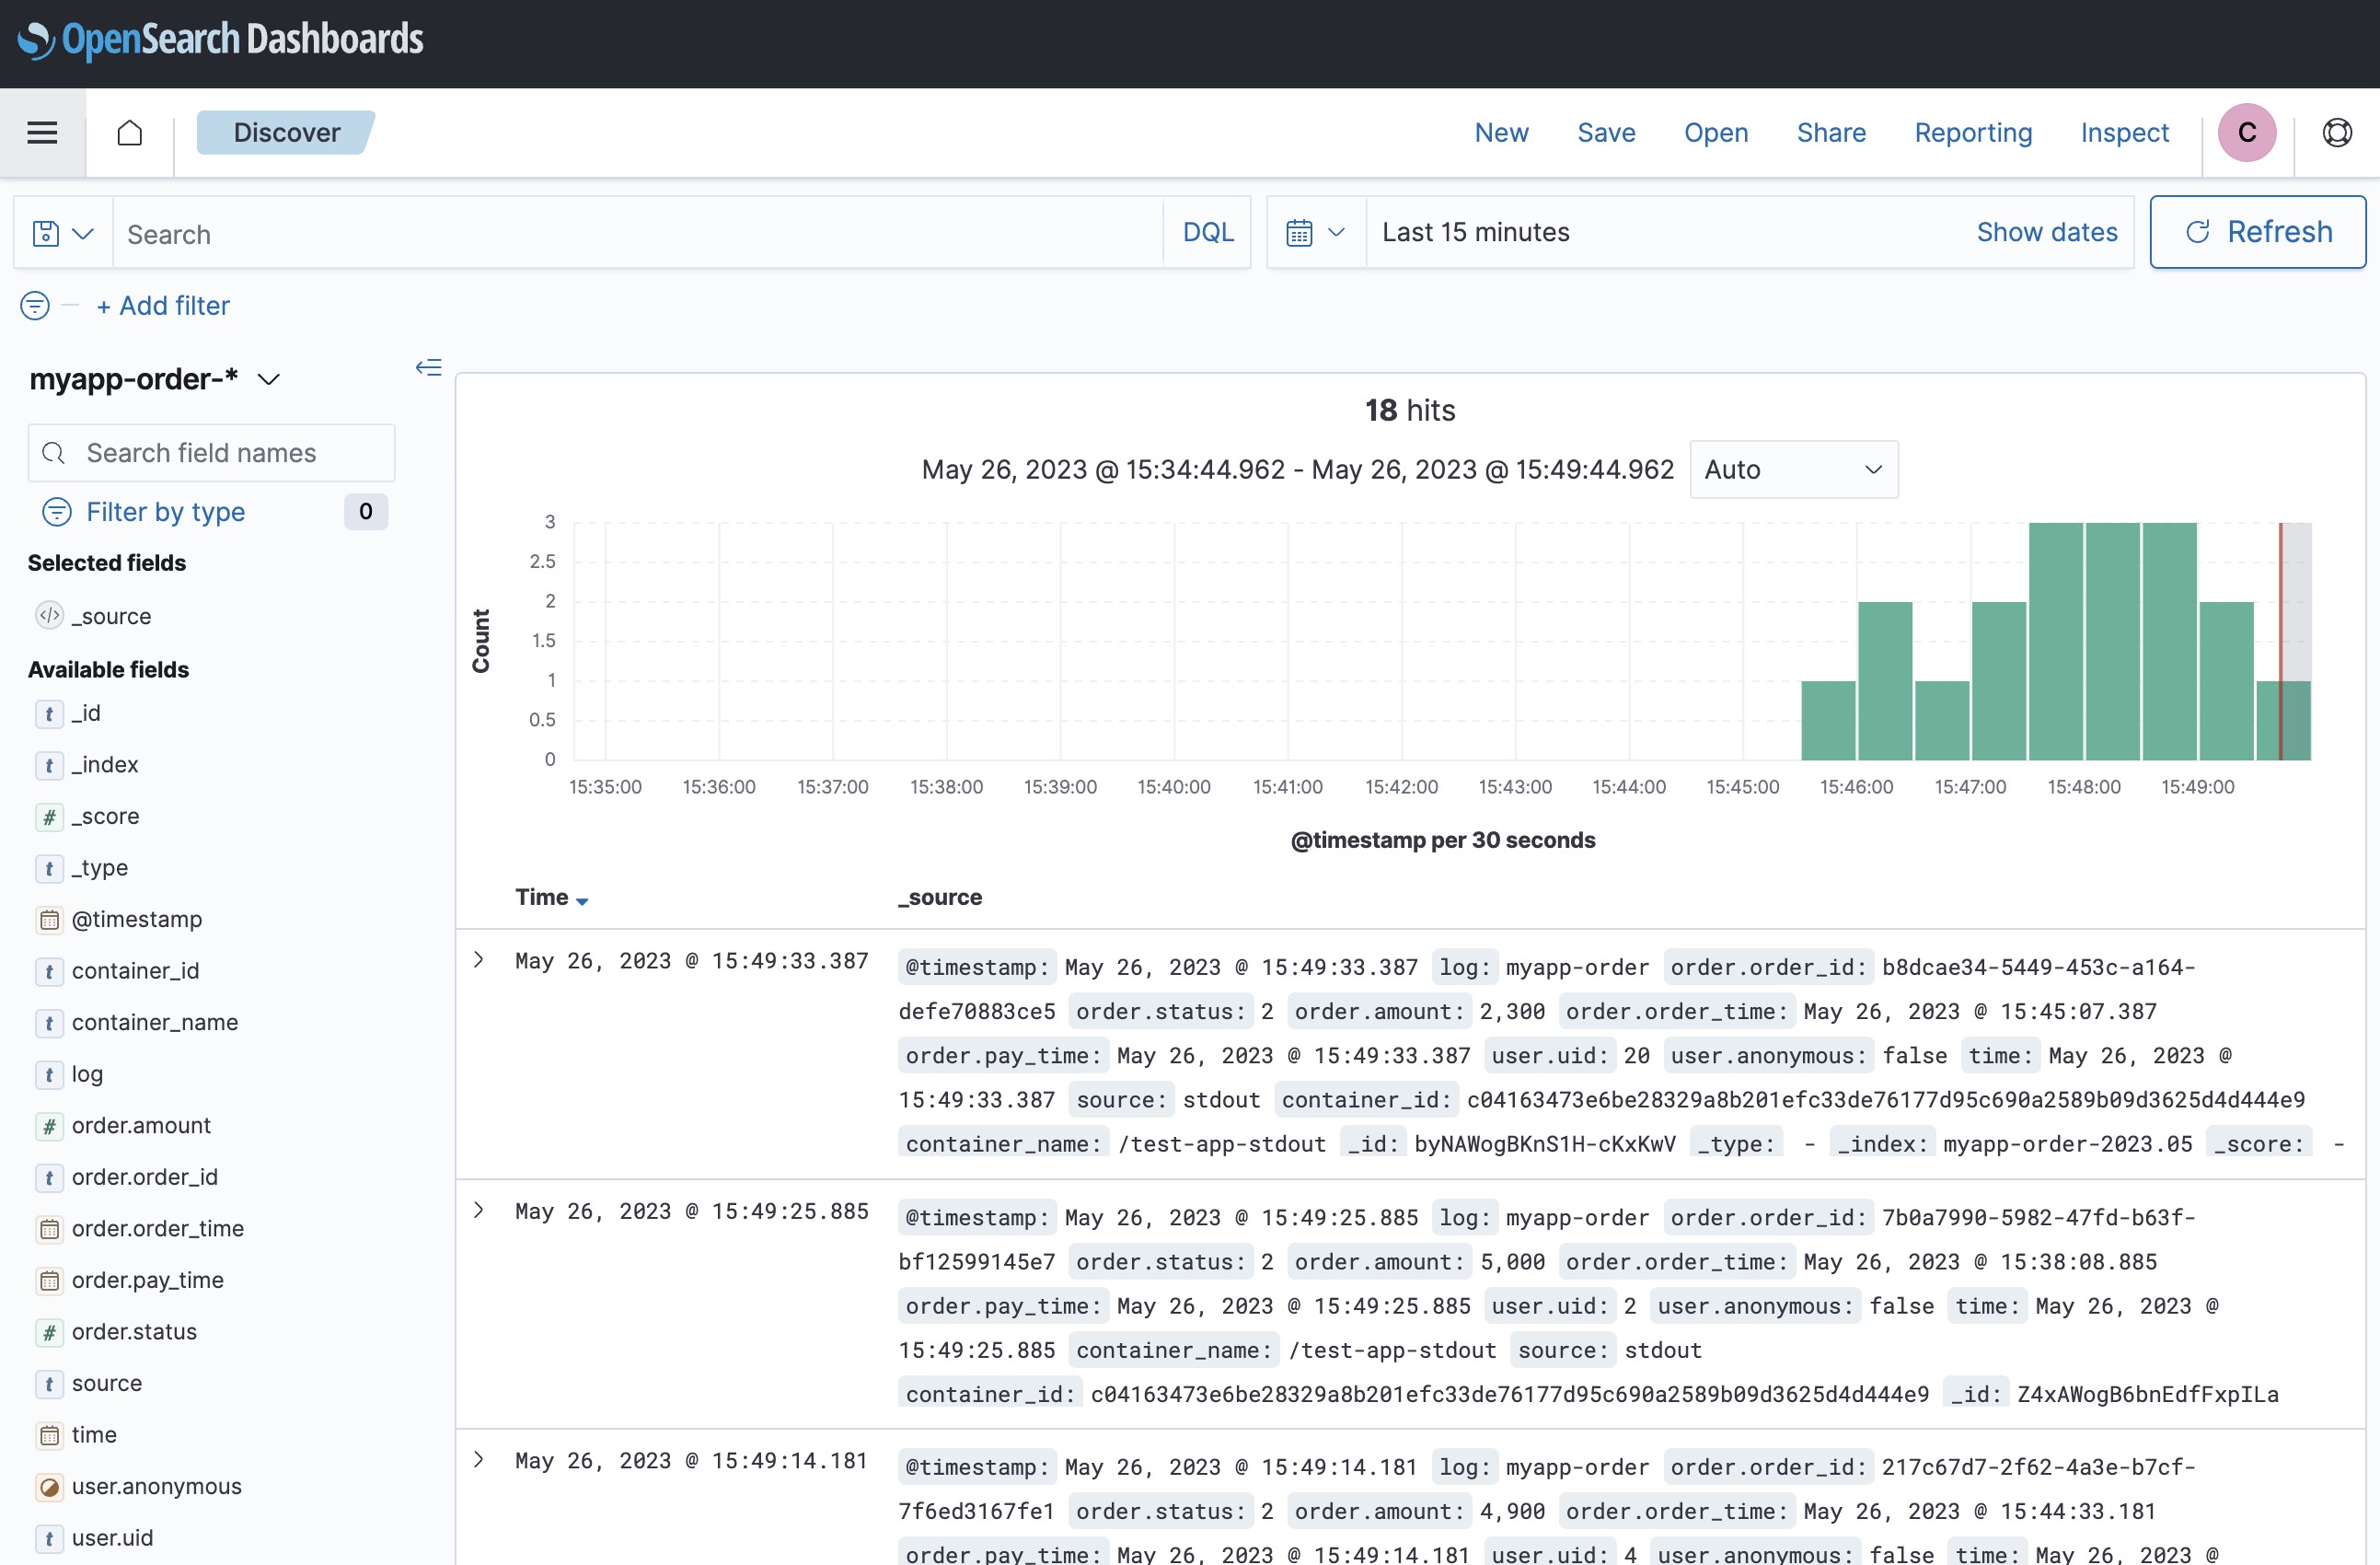 OpenSearch Dashboards
Discover
New Save Open Share Reporting Inspect C
Search DQL Last 15 minutes Show dates Refresh
+ Add filter
myapp-order-*
Search field names
Filter by type 0
Selected fields
_source
Available fields
_id
_index
_score
_type
@timestamp
container_id
container_name
log
order.amount
order.order_id
order.order_time
order.pay_time
order.status
source
time
user.anonymous
user.uid
18 hits
May 26, 2023 @ 15:34:44.962 - May 26, 2023 @ 15:49:44.962 Auto
3
2.5
2
1.5
1
0.5
0
Count
15:35:00 15:36:00 15:37:00 15:38:00 15:39:00 15:40:00 15:41:00 15:42:00 15:43:00 15:44:00 15:45:00 15:46:00 15:47:00 15:48:00 15:49:00
@timestamp per 30 seconds
Time _source
May 26, 2023 @ 15:49:33.387 @timestamp: May 26, 2023 @ 15:49:33.387 log: myapp-order order.order_id: b8dcae34-5449-453c-a164-
defe70883ce5 order.status: 2 order.amount: 2,300 order.order_time: May 26, 2023 @ 15:45:07.387
order.pay_time: May 26, 2023 @ 15:49:33.387 user.uid: 20 user.anonymous: false time: May 26, 2023 @
15:49:33.387 source: stdout container_id: c04163473e6be28329a8b201efc33de76177d95c690a2589b09d3625d4d444e9
container_name: /test-app-stdout _id: byNAWogBKnS1H-cKxKwV _type: - _index: myapp-order-2023.05 _score: -
May 26, 2023 @ 15:49:25.885 @timestamp: May 26, 2023 @ 15:49:25.885 log: myapp-order order.order_id: 7b0a7990-5982-47fd-b63f-
bf12599145e7 order.status: 2 order.amount: 5,000 order.order_time: May 26, 2023 @ 15:38:08.885
order.pay_time: May 26, 2023 @ 15:49:25.885 user.uid: 2 user.anonymous: false time: May 26, 2023 @
15:49:25.885 container_name: /test-app-stdout source: stdout
container_id: c04163473e6be28329a8b201efc33de76177d95c690a2589b09d3625d4d444e9 _id: Z4xAWogB6bnEdfFxpILa
May 26, 2023 @ 15:49:14.181 @timestamp: May 26, 2023 @ 15:49:14.181 log: myapp-order order.order_id: 217c67d7-2f62-4a3e-b7cf-
7f6ed3167fe1 order.status: 2 order.amount: 4,900 order.order_time: May 26, 2023 @ 15:44:33.181
order.pay_time: May 26, 2023 @ 15:49:14.181 user.uid: 4 user.anonymous: false time: May 26, 2023 @